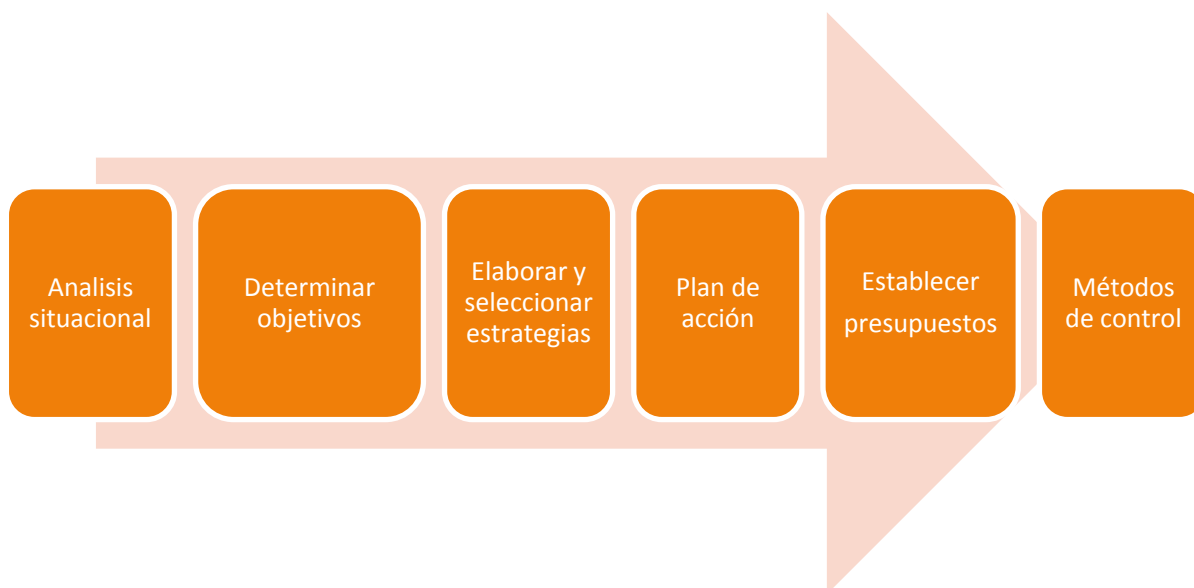 Analisis
situacional
Determinar
objetivos
Elaborar y
seleccionar
estrategias
Plan de
acción
Establecer
presupuestos
Métodos
de control